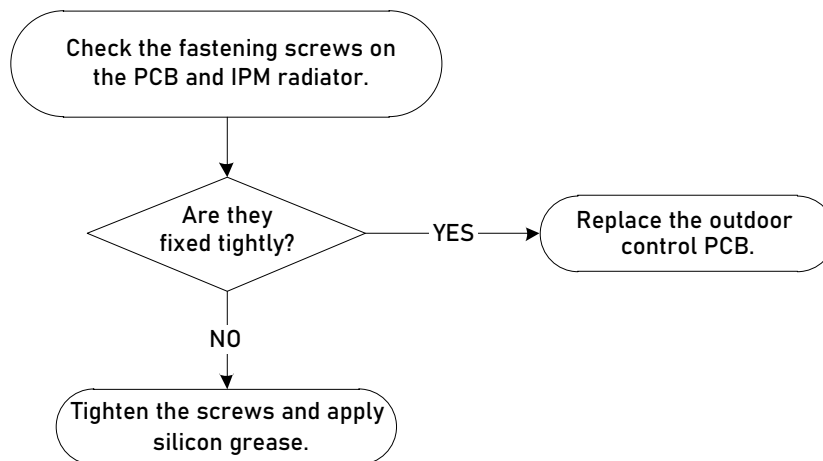 Check the fastening screws on
the PCB and IPM radiator.
Are they
fixed tightly?
YES
Replace the outdoor
control PCB.
NO
Tighten the screws and apply
silicon grease.